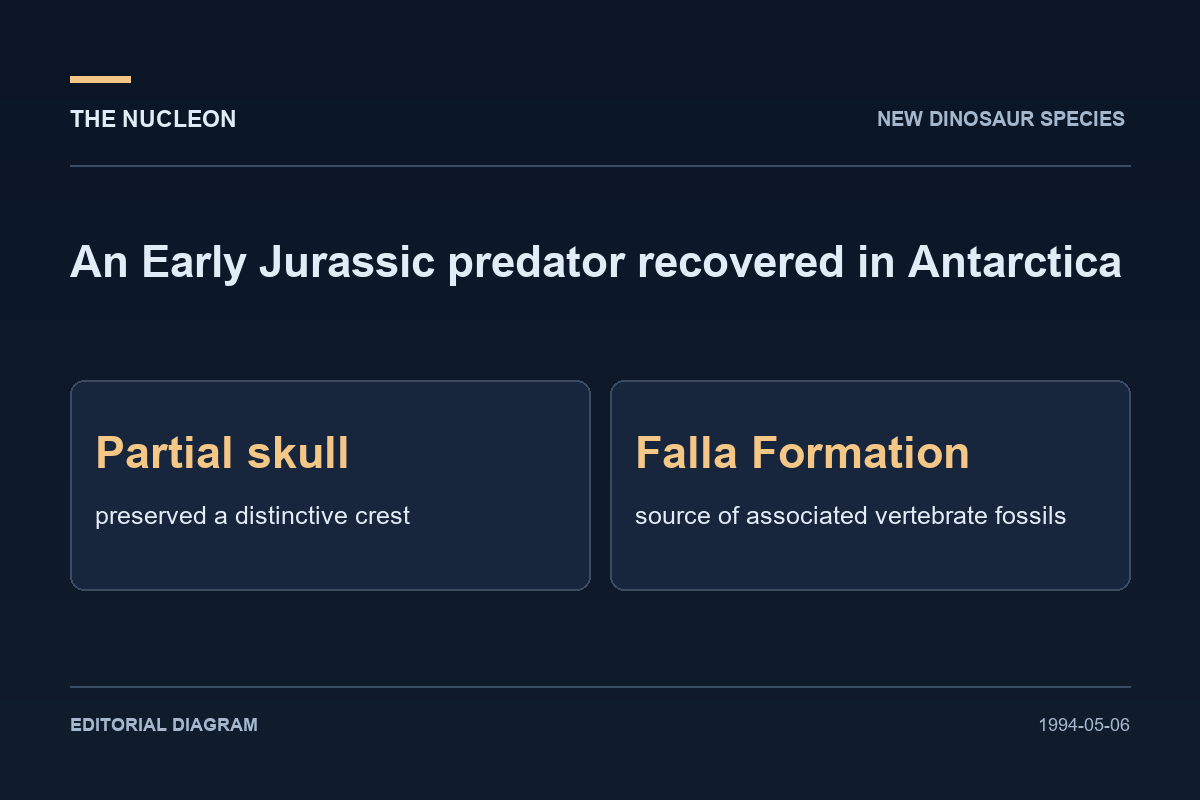 THE NUCLEON
NEW DINOSAUR SPECIES
An Early Jurassic predator recovered in Antarctica
Partial skull
preserved a distinctive crest
Falla Formation
source of associated vertebrate fossils
EDITORIAL DIAGRAM
1994-05-06